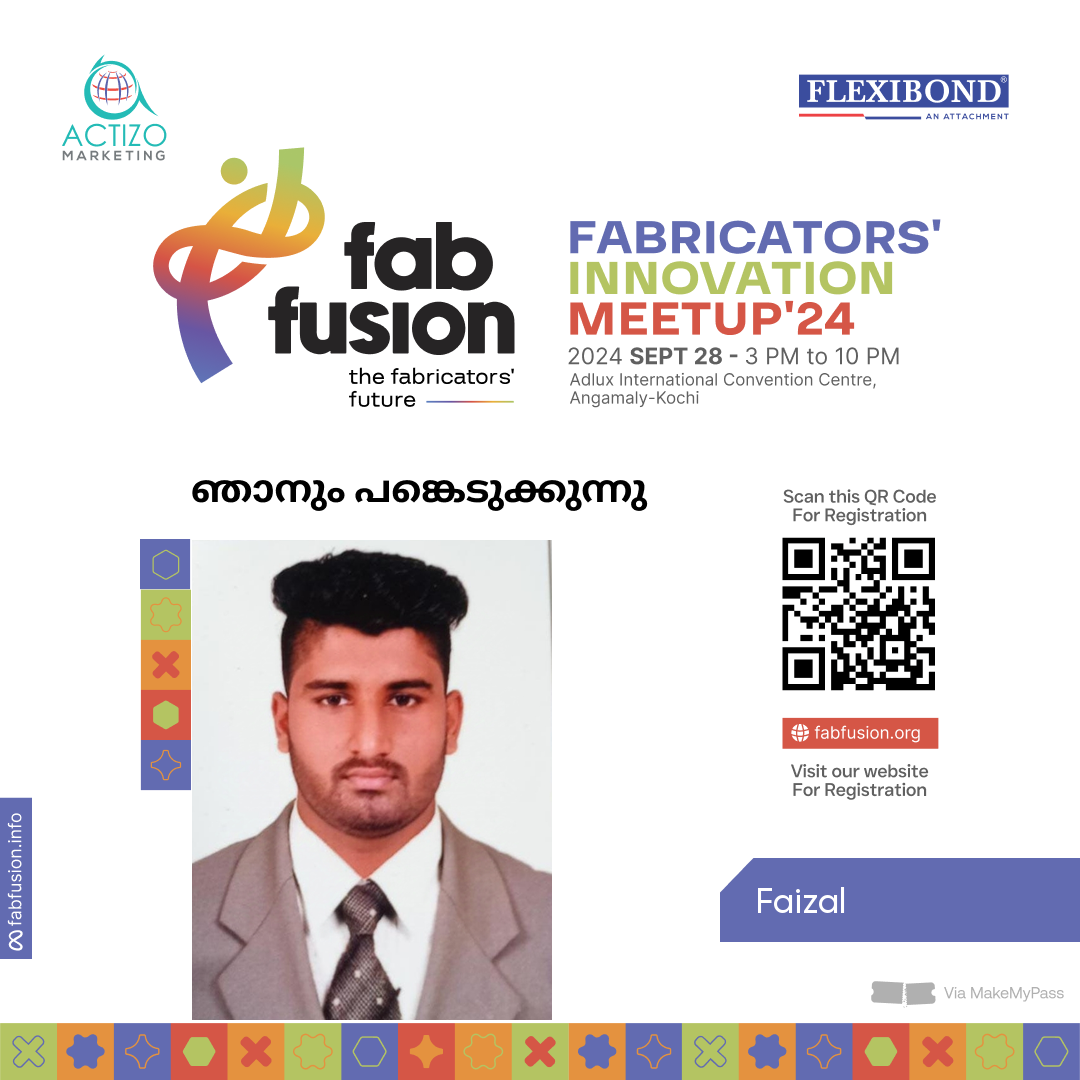 ACTIZO
MARKETING
FLEXIBOND®
AN ATTACHMENT
fab
fusion
the fabricators'
future
FABRICATORS'
INNOVATION
MEETUP'24
2024 SEPT 28 - 3 PM to 10 PM
Adlux International Convention Centre,
Angamaly-Kochi
ഞാനും പങ്കെടുക്കുന്നു
Scan this QR Code
For Registration
fabfusion.org
Visit our website
For Registration
fabfusion.info
Faizal
Via MakeMyPass